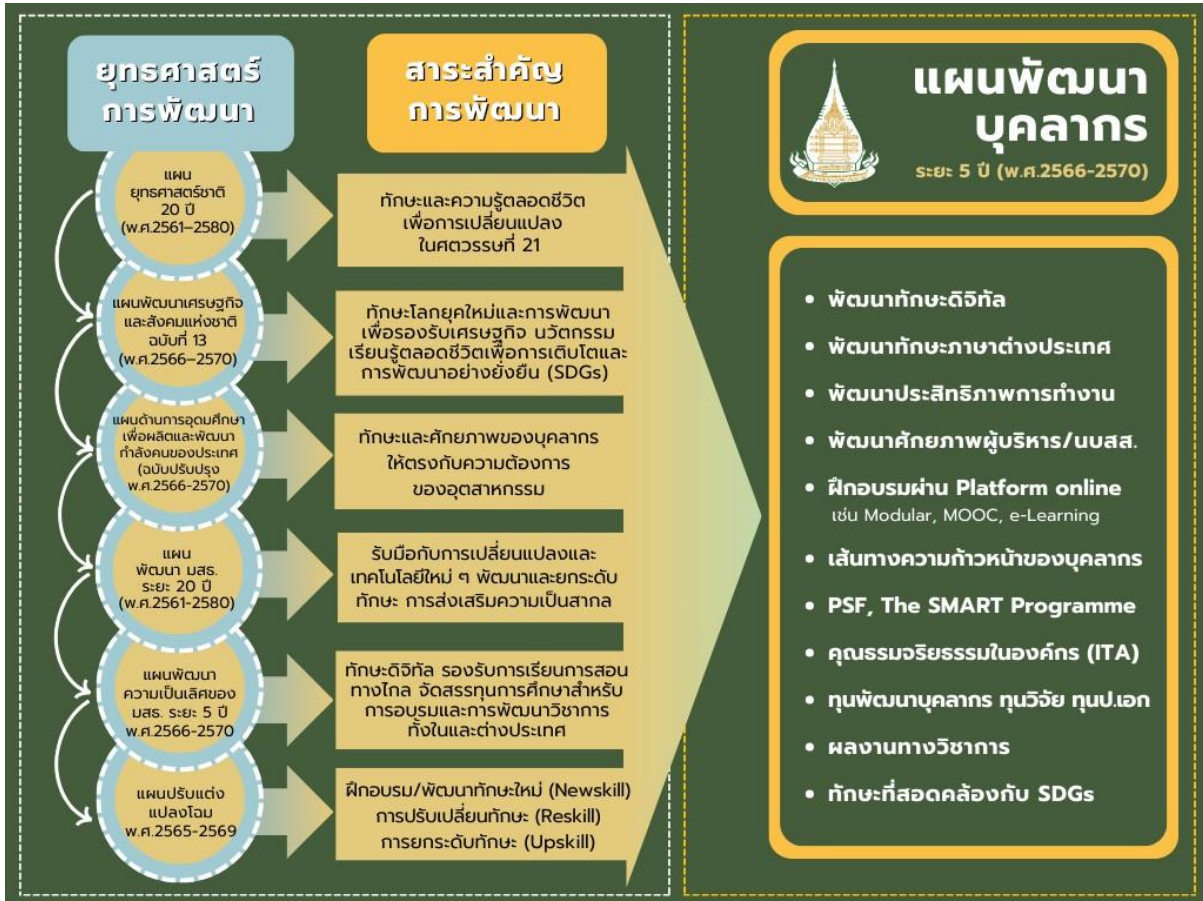 ยุทธศาสตร์
การพัฒนา
แผน
ยุทธศาสตร์ชาติ
20 ปี
(พ.ศ.2561–2580)
แผนพัฒนาเศรษฐกิจ
และสังคมแห่งชาติ
ฉบับที่ 13
(พ.ศ.2566–2570)
แผนด้านการอุดมศึกษา
เพื่อผลิตและพัฒนา
กำลังคนของประเทศ
(ฉบับปรับปรุง
พ.ศ.2566-2570)
แผน
พัฒนา มสธ.
ระยะ 20 ปี
(พ.ศ.2561-2580)
แผนพัฒนา
ความเป็นเลิศของ
มสธ. ระยะ 5 ปี
พ.ศ.2566-2570
แผนปรับแต่ง
แปลงโฉม
พ.ศ.2565-2569
สาระสำคัญ
การพัฒนา
ทักษะและความรู้ตลอดชีวิต
เพื่อการเปลี่ยนแปลง
ในศตวรรษที่ 21
ทักษะโลกยุคใหม่และการพัฒนา
เพื่อรองรับเศรษฐกิจ นวัตกรรม
เรียนรู้ตลอดชีวิตเพื่อการเติบโตและ
การพัฒนาอย่างยั่งยืน (SDGs)
ทักษะและศักยภาพของบุคลากร
ให้ตรงกับความต้องการ
ของอุตสาหกรรม
รับมือกับการเปลี่ยนแปลงและ
เทคโนโลยีใหม่ ๆ พัฒนาและยกระดับ
ทักษะ การส่งเสริมความเป็นสากล
ทักษะดิจิทัล รองรับการเรียนการสอน
ทางไกล จัดสรรทุนการศึกษาสำหรับ
การอบรมและการพัฒนาวิชาการ
ทั้งในและต่างประเทศ
ฝึกอบรม/พัฒนาทักษะใหม่ (Newskill)
การปรับเปลี่ยนทักษะ (Reskill)
การยกระดับทักษะ (Upskill)
แผนพัฒนา
บุคลากร
ระยะ 5 ปี (พ.ศ.2566-2570)
• พัฒนาทักษะดิจิทัล
• พัฒนาทักษะภาษาต่างประเทศ
• พัฒนาประสิทธิภาพการทำงาน
• พัฒนาศักยภาพผู้บริหาร/นบสส.
• ฝึกอบรมผ่าน Platform online
เช่น Modular, MOOC, e-Learning
• เส้นทางความก้าวหน้าของบุคลากร
• PSF, The SMART Programme
• คุณธรรมจริยธรรมในองค์กร (ITA)
• ทุนพัฒนาบุคลากร ทุนวิจัย ทุนป.เอก
• ผลงานทางวิชาการ
• ทักษะที่สอดคล้องกับ SDGs